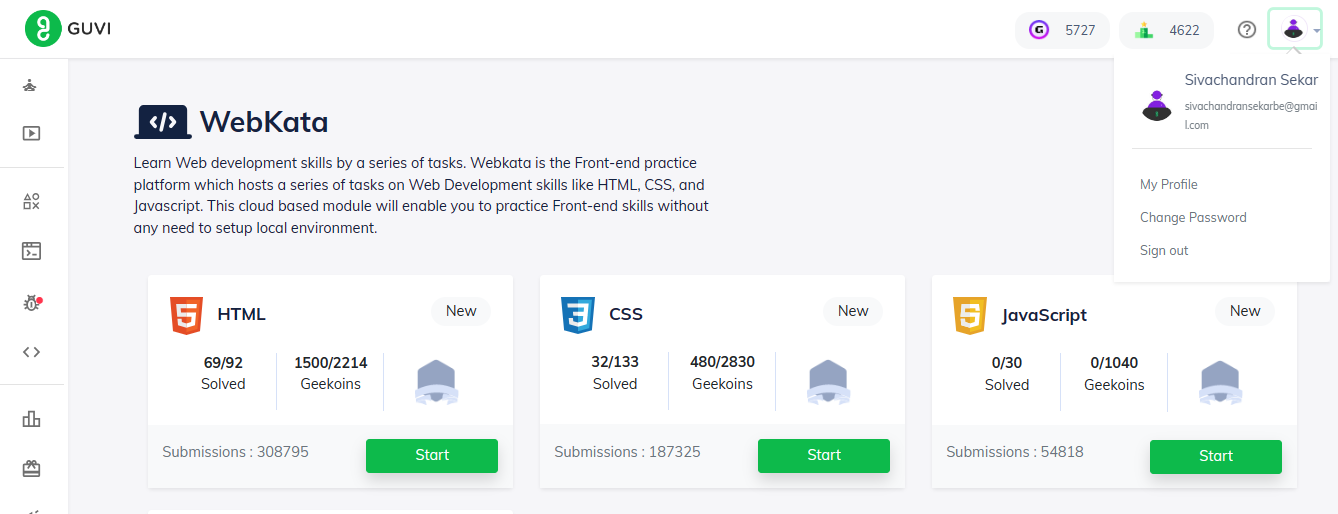 GUVI
5727
4622
Sivachandran Sekar
sivachandransekarbe@gmai
l.com
My Profile
Change Password
Sign out
WebKata
Learn Web development skills by a series of tasks. Webkata is the Front-end practice
platform which hosts a series of tasks on Web Development skills like HTML, CSS, and
Javascript. This cloud based module will enable you to practice Front-end skills without
any need to setup local environment.
HTML
New
69/92
Solved
1500/2214
Geekoins
Submissions : 308795
Start
CSS
New
32/133
Solved
480/2830
Geekoins
Submissions : 187325
Start
JavaScript
New
0/30
Solved
0/1040
Geekoins
Submissions : 54818
Start